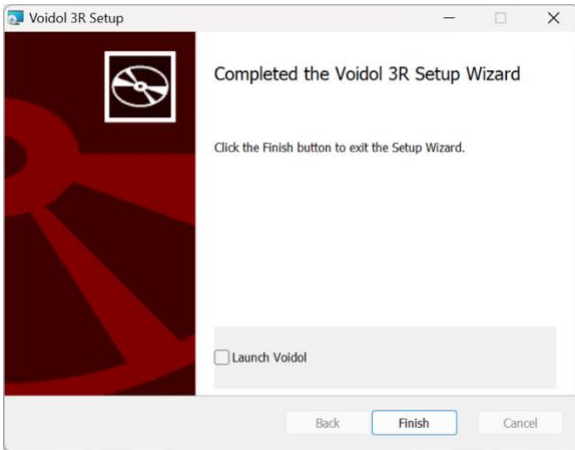 Voidol 3R Setup
Completed the Voidol 3R Setup Wizard
Click the Finish button to exit the Setup Wizard.
Launch Voidol
Back
Finish
Cancel